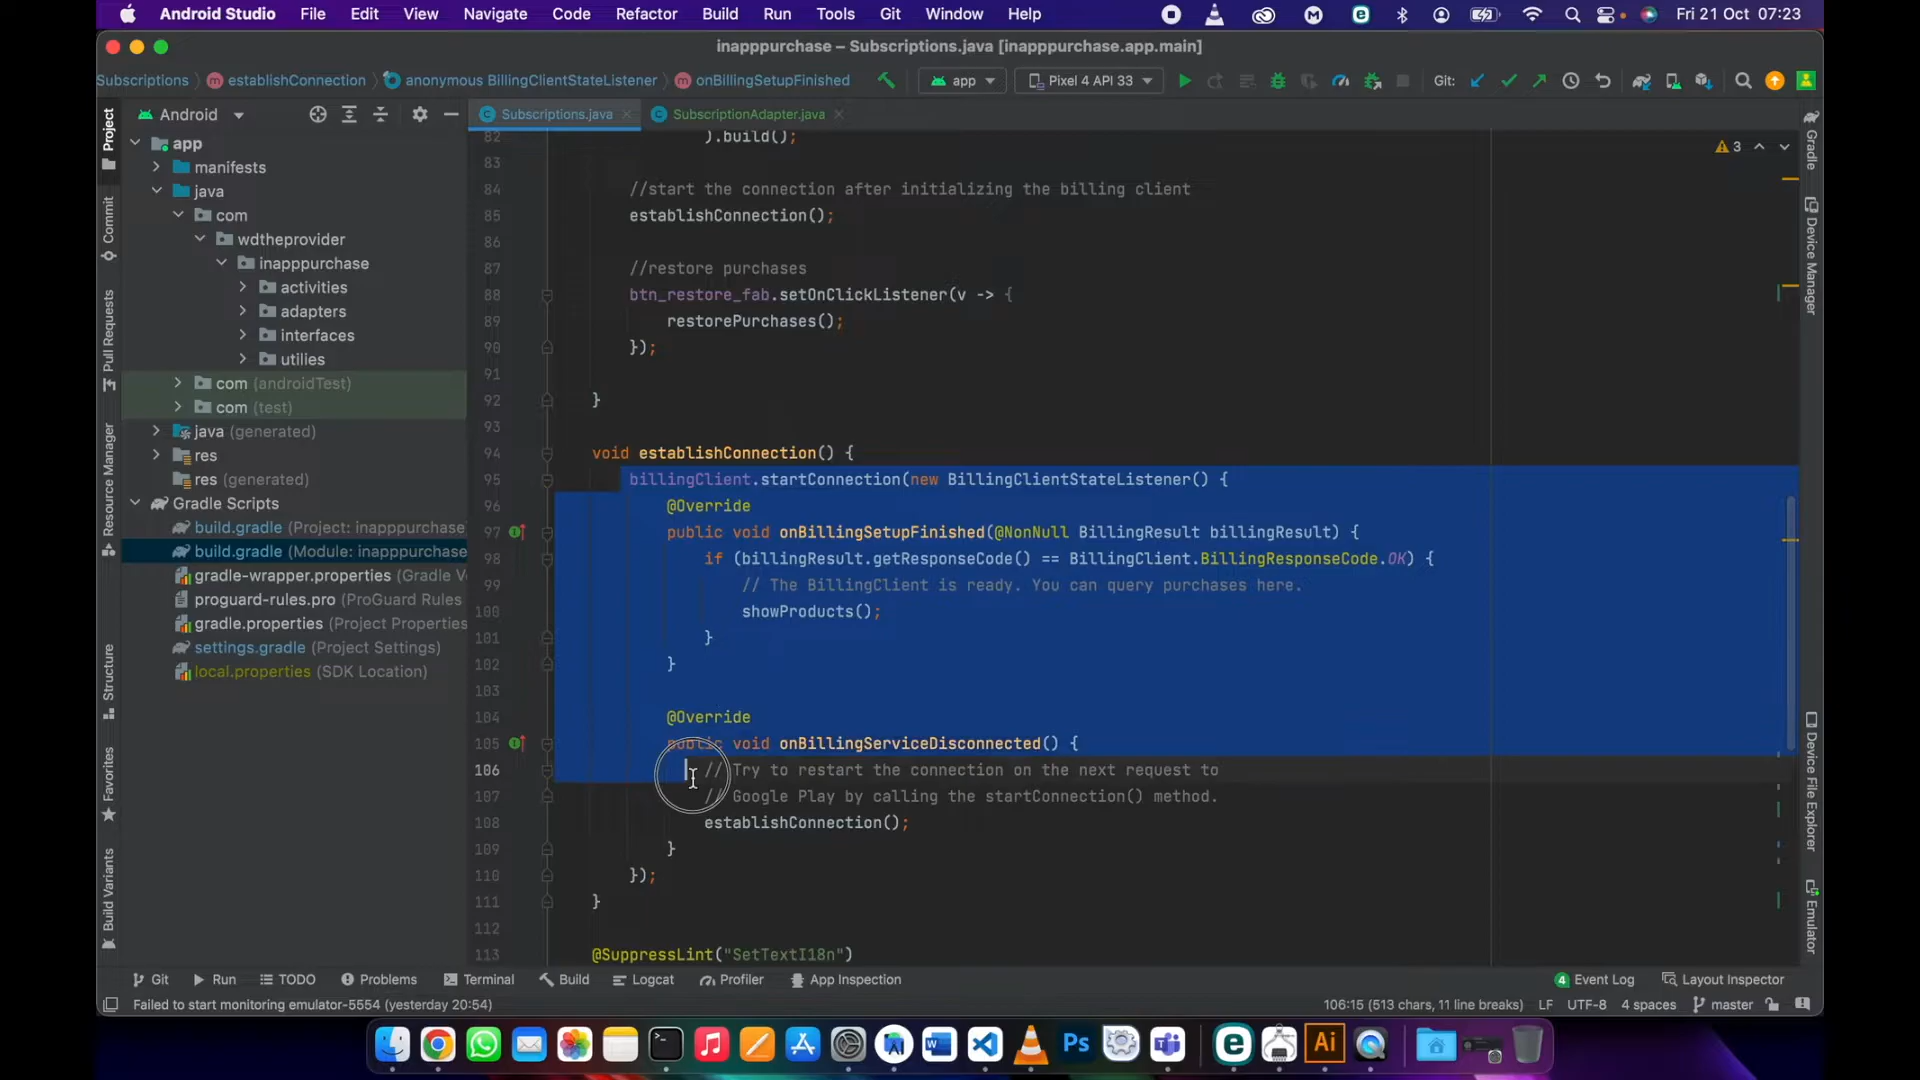 Android Studio File Edit View Navigate Code Refactor Build Run Tools Git Window Help Fri 21 Oct 07:23
inapppurchase – Subscriptions.java [inapppurchase.app.main]
Subscriptions establishConnection anonymous BillingClientStateListener onBillingSetupFinished app Pixel 4 API 33 Git:
Android
Subscriptions.java SubscriptionAdapter.java
3
app
manifests
java
com
wdtheprovider
inapppurchase
activities
adapters
interfaces
utilies
com (androidTest)
com (test)
java (generated)
res
res (generated)
Gradle Scripts
build.gradle (Project: inapppurchase
build.gradle (Module: inapppurchase
gradle-wrapper.properties (Gradle V
proguard-rules.pro (ProGuard Rules
gradle.properties (Project Properties
settings.gradle (Project Settings)
local.properties (SDK Location)
Project
Commit
Pull Requests
Resource Manager
Structure
Favorites
Build Variants
82 ).build();
83
84 //start the connection after initializing the billing client
85 establishConnection();
86
87 //restore purchases
88 btn_restore_fab.setOnClickListener(v -> {
89 restorePurchases();
90 });
91
92 }
93
94 void establishConnection() {
95 billingClient.startConnection(new BillingClientStateListener() {
96 @Override
97 public void onBillingSetupFinished(@NonNull BillingResult billingResult) {
98 if (billingResult.getResponseCode() == BillingClient.BillingResponseCode.OK) {
99 // The BillingClient is ready. You can query purchases here.
100 showProducts();
101 }
102 }
103
104 @Override
105 public void onBillingServiceDisconnected() {
106 // Try to restart the connection on the next request to
107 // Google Play by calling the startConnection() method.
108 establishConnection();
109 }
110 });
111 }
112
113 @SuppressLint("SetTextI18n")
Gradle
Device Manager
Device File Explorer
Emulator
Git Run TODO Problems Terminal Build Logcat Profiler App Inspection 4 Event Log Layout Inspector
Failed to start monitoring emulator-5554 (yesterday 20:54) 106:15 (513 chars, 11 line breaks) LF UTF-8 4 spaces master
Ps
Ai